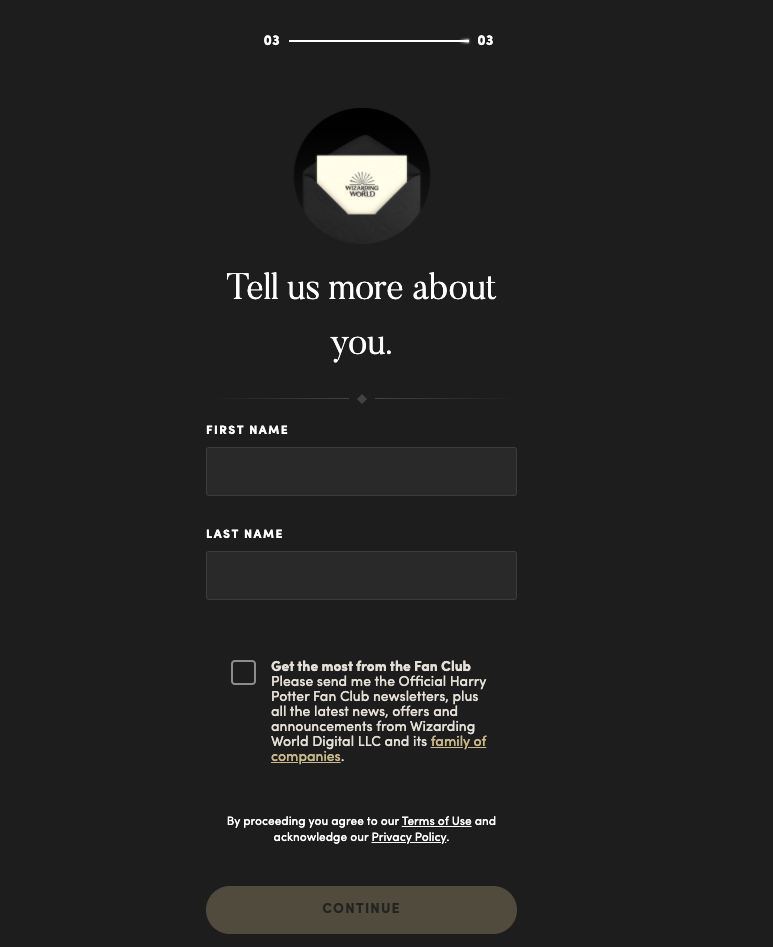 03 03
WIZARDING
WORLD
Tell us more about
you.
FIRST NAME
LAST NAME
Get the most from the Fan Club
Please send me the Official Harry
Potter Fan Club newsletters, plus
all the latest news, offers and
announcements from Wizarding
World Digital LLC and its family of
companies.
By proceeding you agree to our Terms of Use and
acknowledge our Privacy Policy.
CONTINUE